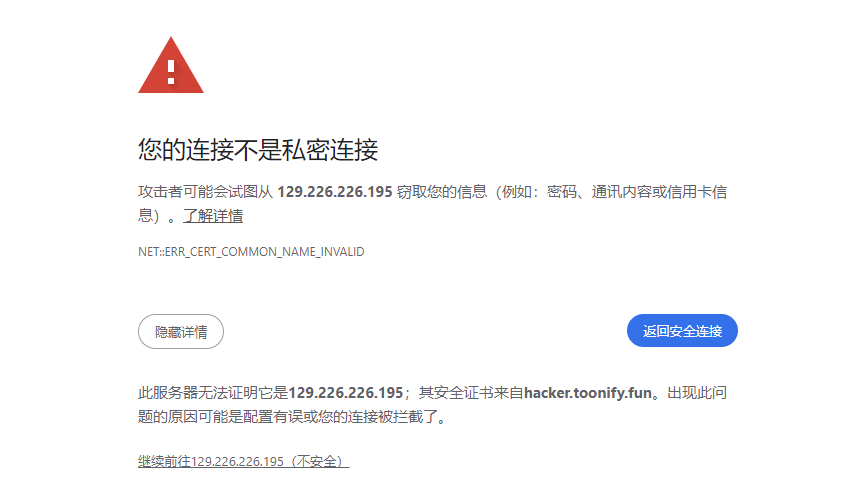 您的连接不是私密连接
攻击者可能会试图从 129.226.226.195 窃取您的信息（例如：密码、通讯内容或信用卡信
息）。了解详情
NET::ERR_CERT_COMMON_NAME_INVALID
隐藏详情
返回安全连接
此服务器无法证明它是129.226.226.195；其安全证书来自hacker.toonify.fun。出现此问
题的原因可能是配置有误或您的连接被拦截了。
继续前往129.226.226.195（不安全）